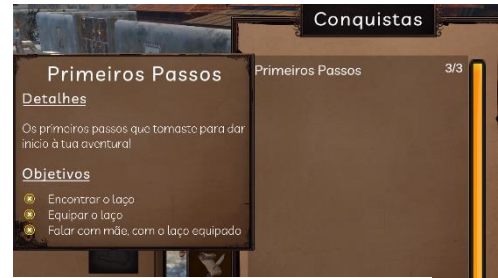 Conquistas
Primeiros Passos 3/3
Primeiros Passos
Detalhes
Os primeiros passos que tomaste para dar
inicio à tua aventura!
Objetivos
Encontrar o laço
Equipar o laço
Falar com mãe, com o laço equipado